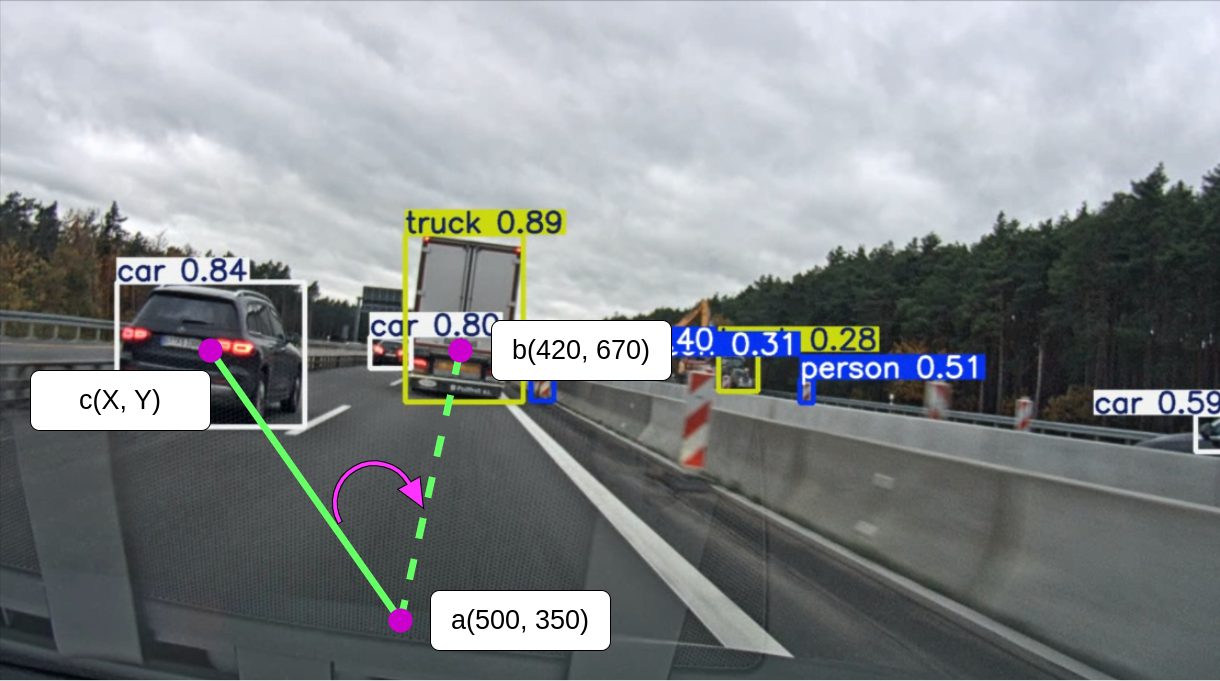 truck 0.89
car 0.84
car 0.80
.40
0.31
0.28
b(420, 670)
person 0.51
c(X, Y)
car 0.59
a(500, 350)